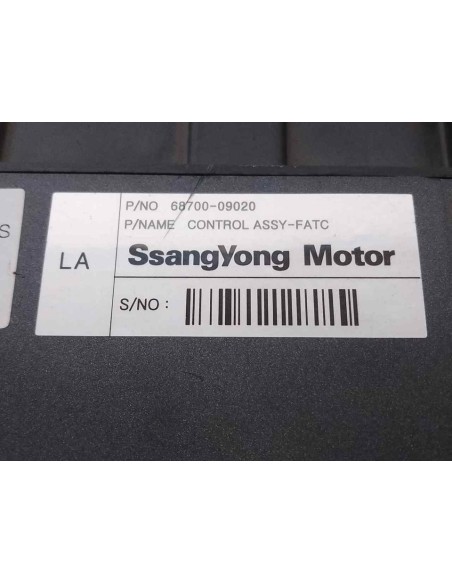 S
P/NO 68700-09020
P/NAME CONTROL ASSY-FATC
LA
SsangYong Motor
S/NO :